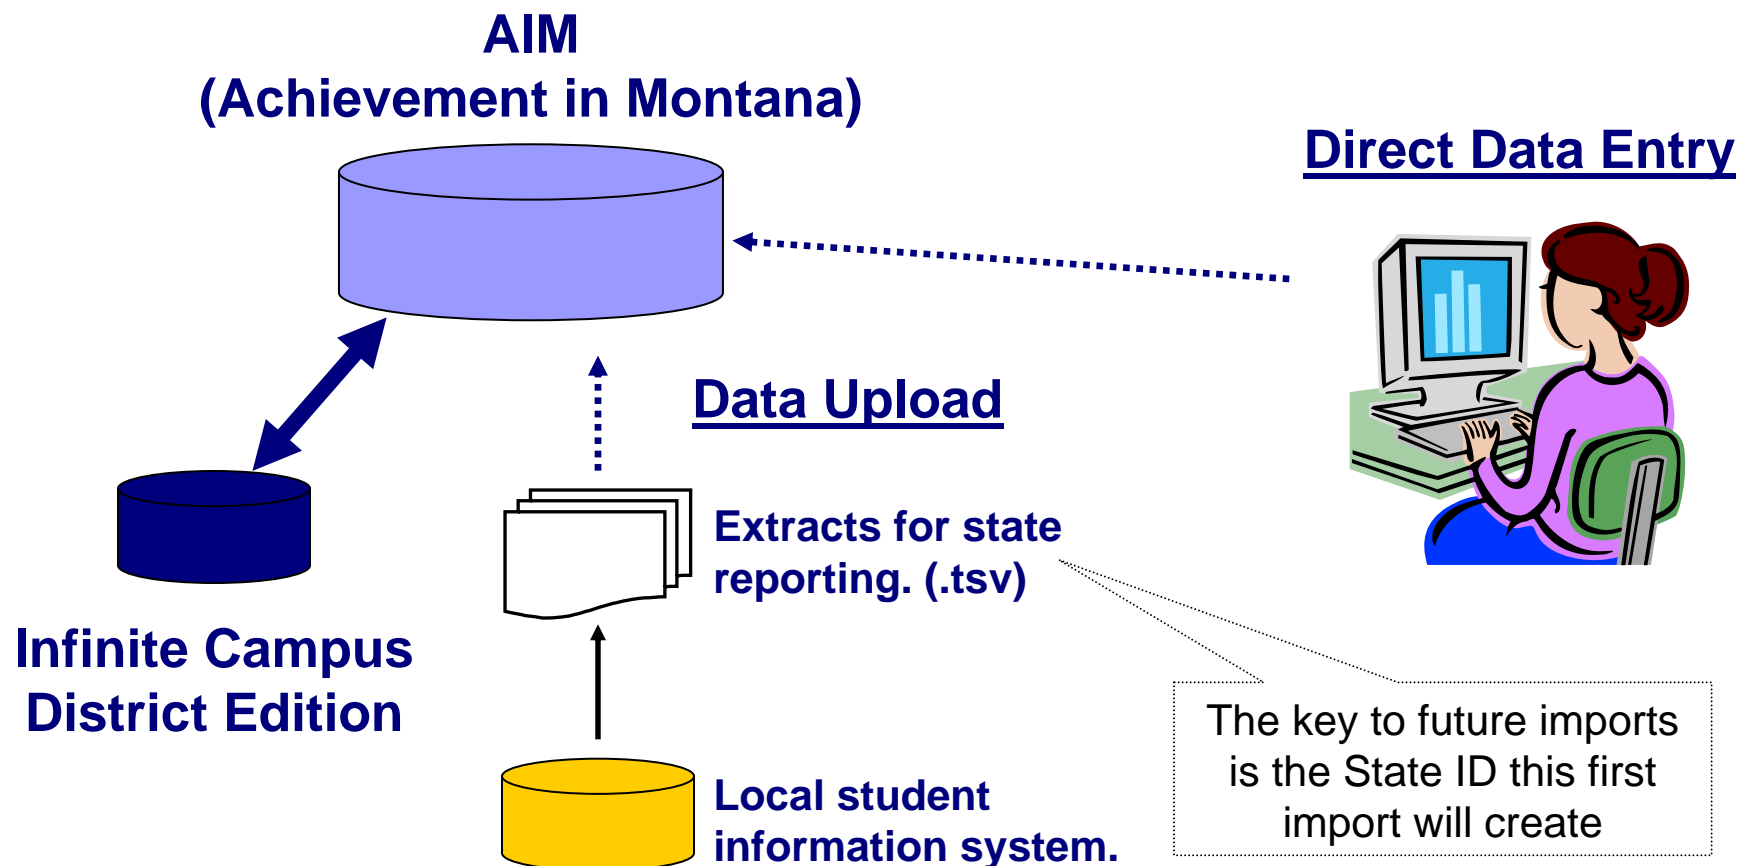 AIM
(Achievement in Montana)
Direct Data Entry
Data Upload
Extracts for state
reporting. (.tsv)
Infinite Campus
District Edition
The key to future imports
is the State ID this first
import will create
Local student
information system.